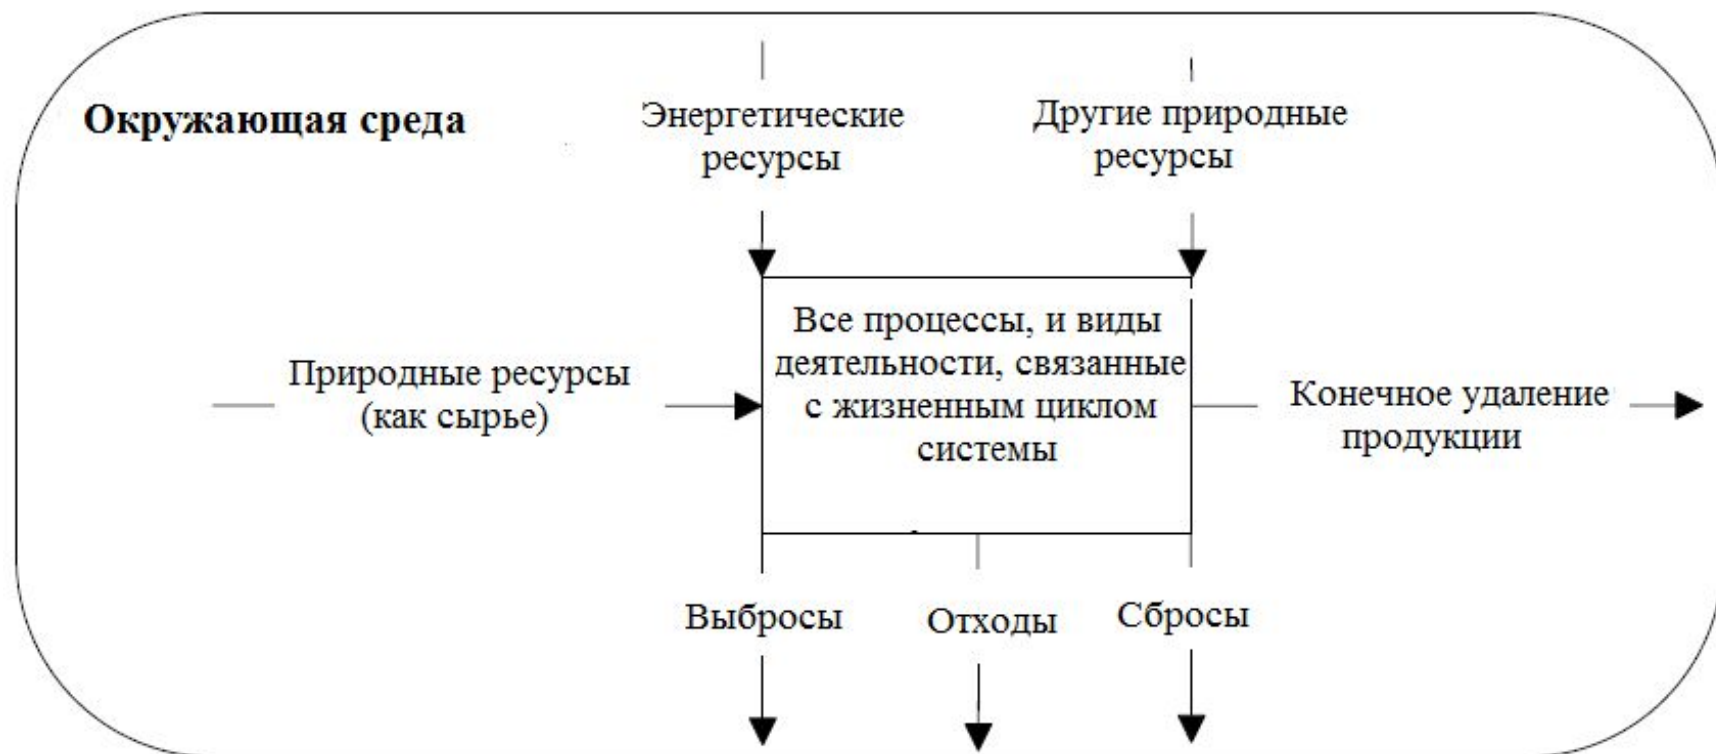 Окружающая среда
Энергетические
ресурсы
Другие природные
ресурсы
Природные ресурсы
(как сырье)
Все процессы, и виды
деятельности, связанные
с жизненным циклом
системы
Конечное удаление
продукции
Выбросы
Отходы
Сбросы